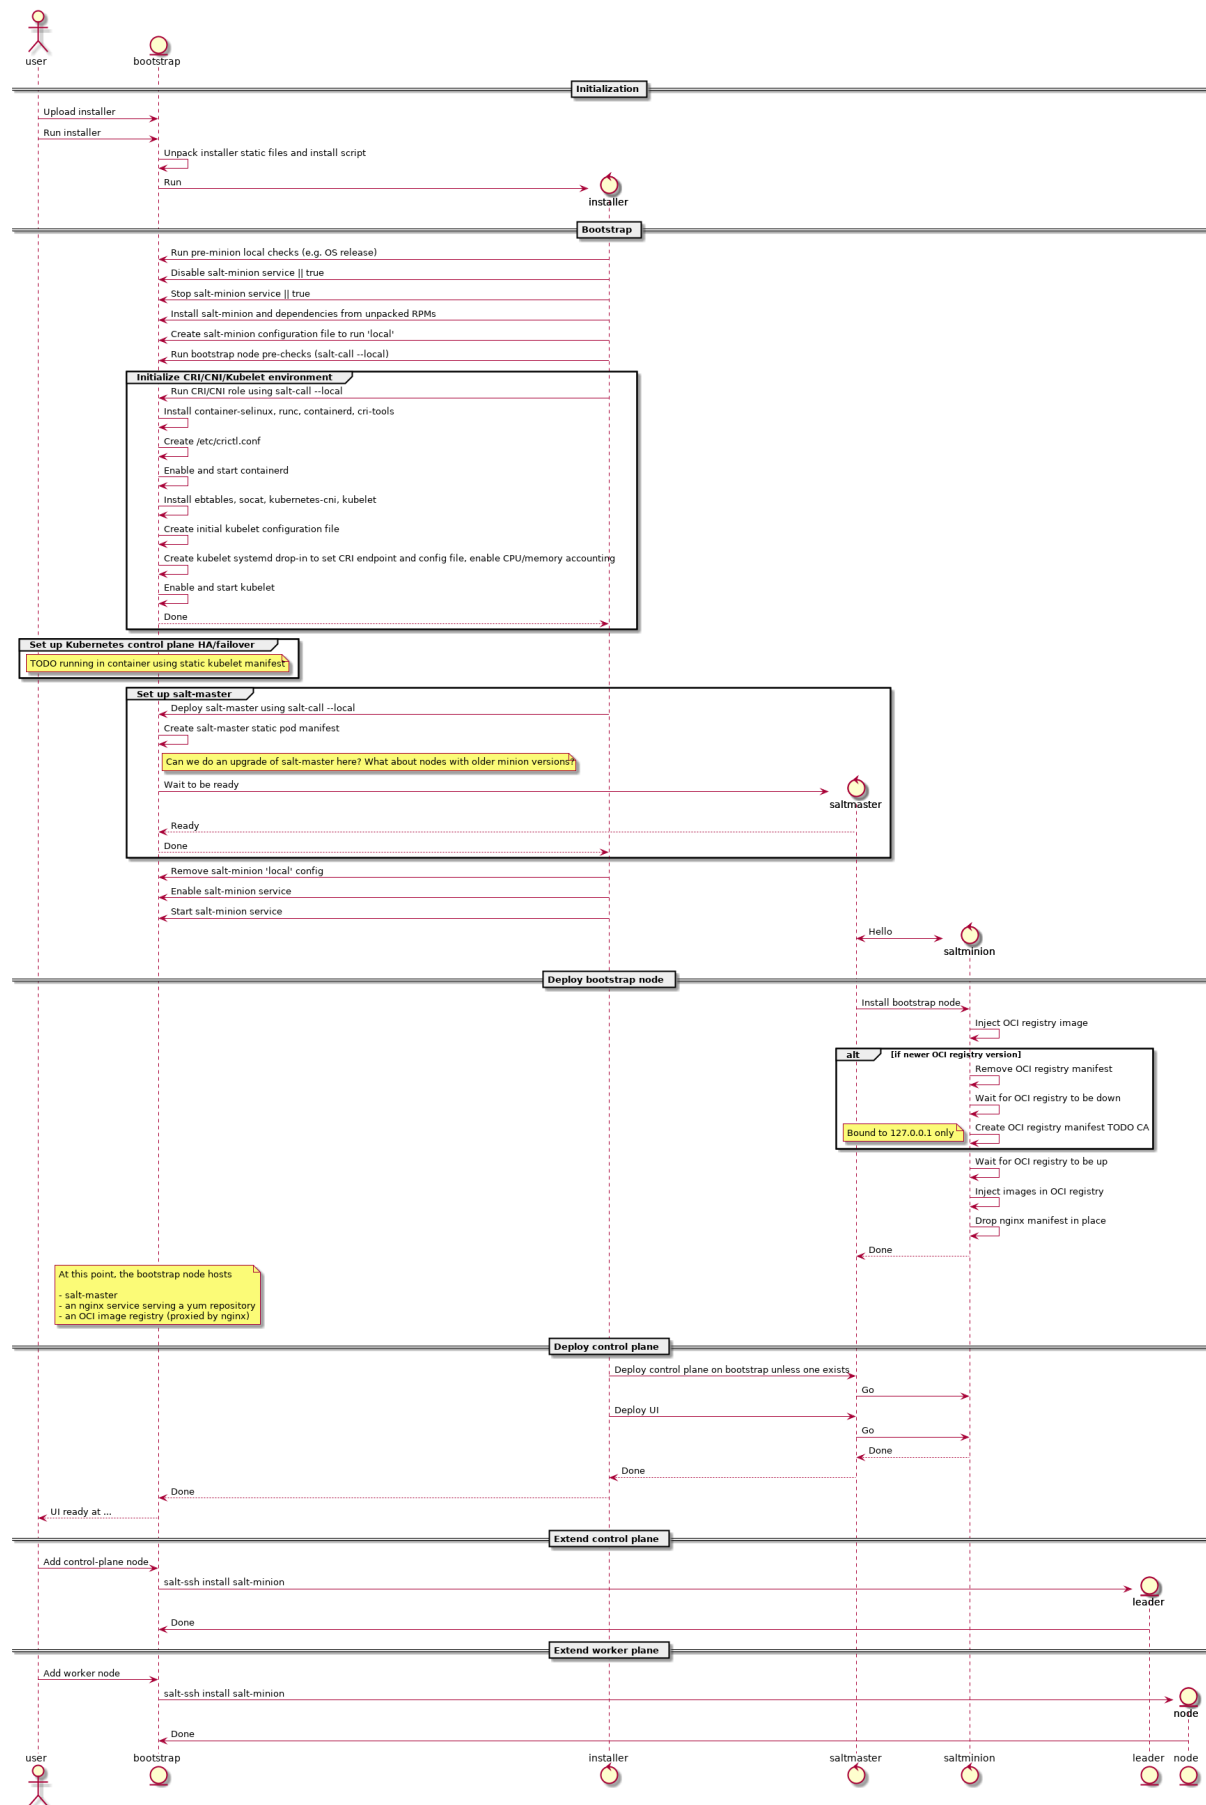 user
bootstrap
Initialization
Upload installer
Run installer
Unpack installer static files and install script
Run
installer
Bootstrap
Run pre-minion local checks (e.g. OS release)
Disable salt-minion service || true
Stop salt-minion service || true
Install salt-minion and dependencies from unpacked RPMs
Create salt-minion configuration file to run 'local'
Run bootstrap node pre-checks (salt-call --local)
Initialize CRI/CNI/Kubelet environment
Run CRI/CNI role using salt-call --local
Install container-selinux, runc, containerd, cri-tools
Create /etc/crictl.conf
Enable and start containerd
Install ebtables, socat, kubernetes-cni, kubelet
Create initial kubelet configuration file
Create kubelet systemd drop-in to set CRI endpoint and config file, enable CPU/memory accounting
Enable and start kubelet
Done
Set up Kubernetes control plane HA/failover
TODO running in container using static kubelet manifest
Set up salt-master
Deploy salt-master using salt-call --local
Create salt-master static pod manifest
Can we do an upgrade of salt-master here? What about nodes with older minion versions?
Wait to be ready
saltmaster
Ready
Done
Remove salt-minion 'local' config
Enable salt-minion service
Start salt-minion service
Hello
saltminion
Deploy bootstrap node
Install bootstrap node
Inject OCI registry image
alt [if newer OCI registry version]
Remove OCI registry manifest
Wait for OCI registry to be down
Bound to 127.0.0.1 only
Create OCI registry manifest TODO CA
Wait for OCI registry to be up
Inject images in OCI registry
Drop nginx manifest in place
Done
At this point, the bootstrap node hosts
- salt-master
- an nginx service serving a yum repository
- an OCI image registry (proxied by nginx)
Deploy control plane
Deploy control plane on bootstrap unless one exists
Go
Deploy UI
Go
Done
Done
Done
UI ready at ...
Extend control plane
Add control-plane node
salt-ssh install salt-minion
leader
Done
Extend worker plane
Add worker node
salt-ssh install salt-minion
node
Done
user
bootstrap
installer
saltmaster
saltminion
leader
node